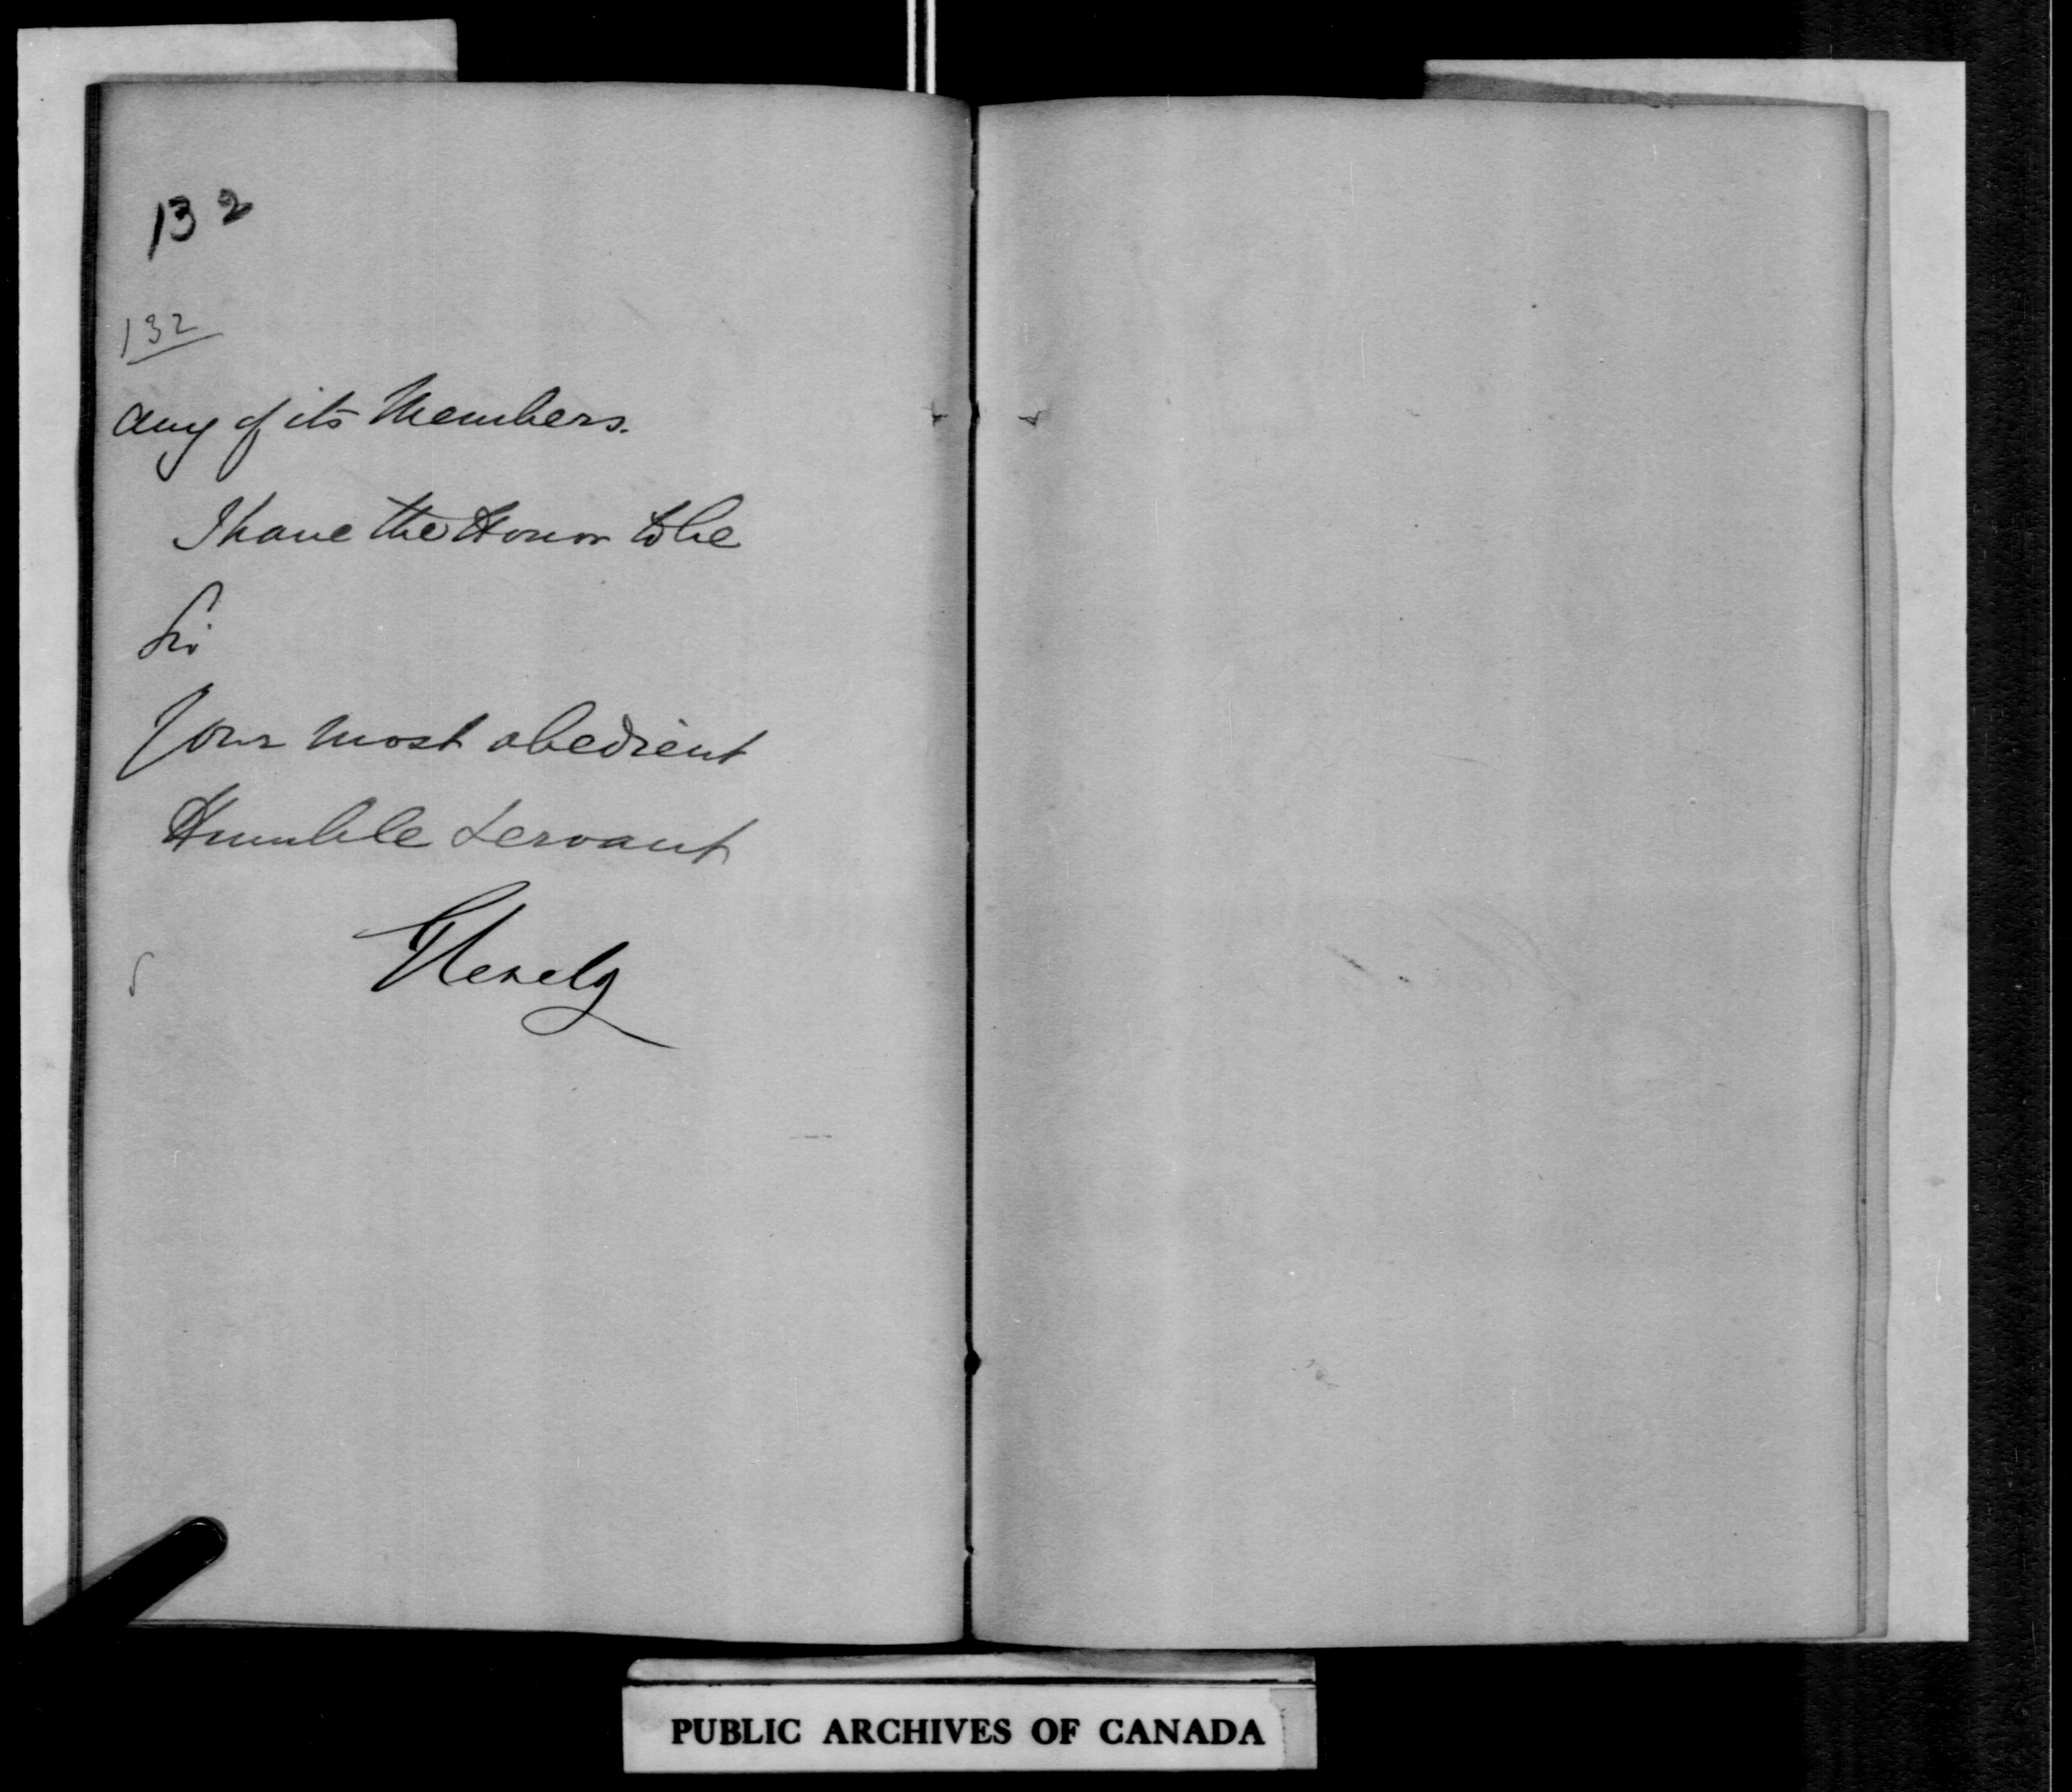 132
132
any of its Members.
I have the Honor to be
Sir
Your most obedient
Humble Servant
Glenelg
PUBLIC ARCHIVES OF CANADA